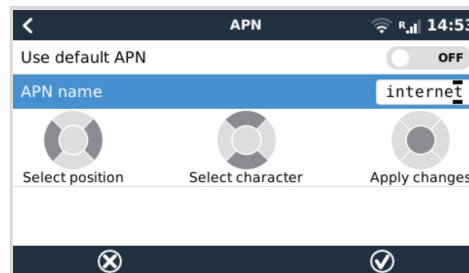 APN R 14:53
Use default APN OFF
APN name internet
Select position Select character Apply changes